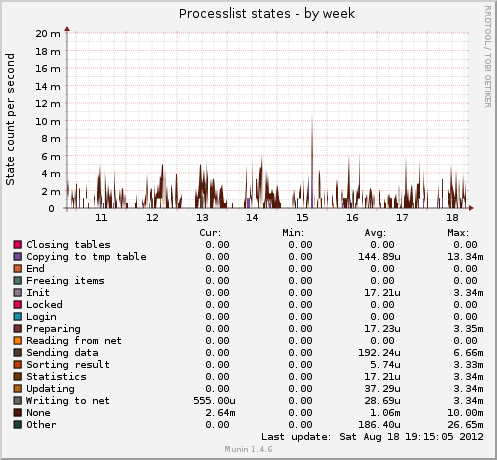 Processlist states - by week
RRDTOOL / TOBI OETIKER
State count per second
20 m
18 m
16 m
14 m
12 m
10 m
8 m
6 m
4 m
2 m
0
11 12 13 14 15 16 17 18
Cur: Min: Avg: Max:
Closing tables 0.00 0.00 0.00 0.00
Copying to tmp table 0.00 0.00 144.89u 13.34m
End 0.00 0.00 0.00 0.00
Freeing items 0.00 0.00 0.00 0.00
Init 0.00 0.00 17.21u 3.34m
Locked 0.00 0.00 0.00 0.00
Login 0.00 0.00 0.00 0.00
Preparing 0.00 0.00 17.23u 3.35m
Reading from net 0.00 0.00 0.00 0.00
Sending data 0.00 0.00 192.24u 6.66m
Sorting result 0.00 0.00 5.74u 3.33m
Statistics 0.00 0.00 17.21u 3.34m
Updating 0.00 0.00 37.29u 3.34m
Writing to net 555.00u 0.00 28.69u 3.34m
None 2.64m 0.00 1.06m 10.00m
Other 0.00 0.00 186.40u 26.65m
Last update: Sat Aug 18 19:15:05 2012
Munin 1.4.6